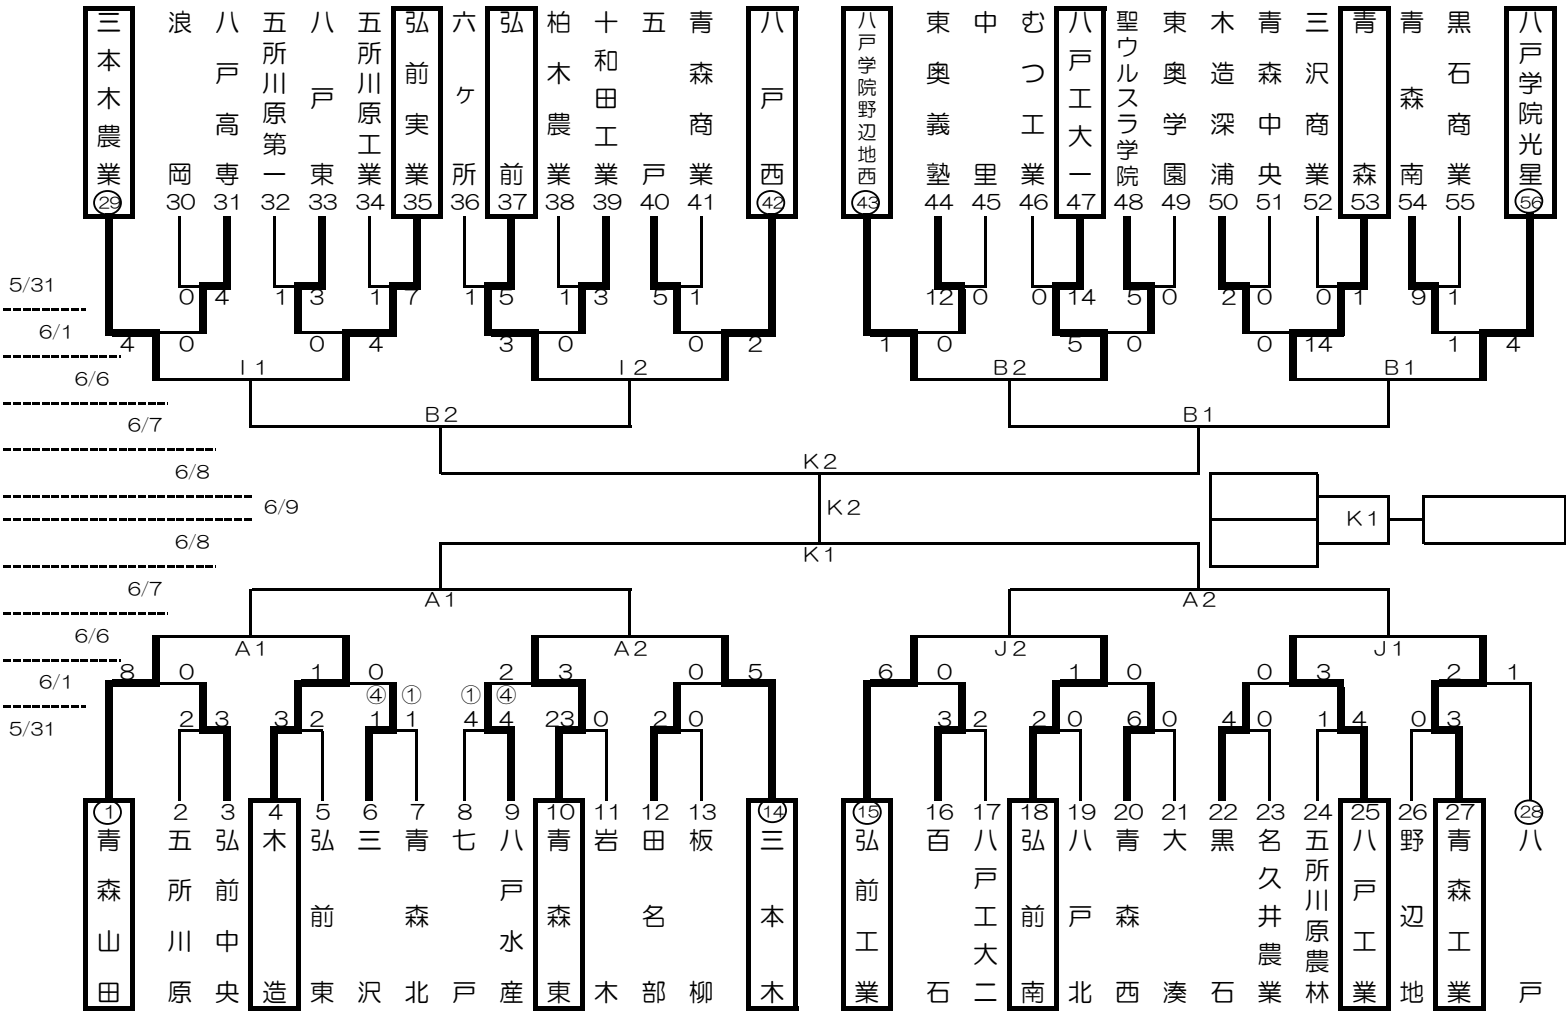 三本木農業
浪岡
八戸高専
五所川原第一
八戸東
五所川原工業
弘前実業
六ケ所
弘前
柏木農業
十和田工業
五戸
青森商業
八戸西
八戸学院野辺地西
東奥義塾
中里
むつ工業
八戸工大一
聖ウルスラ学院
東奥学園
木造深浦
青森中央
三沢商業
青森
青森南
黒石商業
八戸学院光星
29 30 31 32 33 34 35 36 37 38 39 40 41 42 43 44 45 46 47 48 49 50 51 52 53 54 55 56
5/31
0 4 1 3 1 7 1 5 1 3 5 1 12 0 0 14 5 0 2 0 0 1 9 1
6/1
4 0 0 4 3 0 0 2 1 0 5 0 0 14 1 4
6/6
I1 I2 B2 B1
6/7
B2 B1
6/8
K2
6/9
K2 K1
6/8
K1
6/7
A1 A2
6/6
A1 A2 J2 J1
6/1
8 0 1 0 2 3 0 5 6 0 1 0 0 3 2 1
④ ① ① ④
5/31
2 3 3 2 1 1 4 4 23 0 2 0 3 2 2 0 6 0 4 0 1 4 0 3
① 2 3 4 5 6 7 8 9 10 11 12 13 ⑭ ⑮ 16 17 18 19 20 21 22 23 24 25 26 27 ㉘
青森山田
五所川原
弘前中央
木造
弘前東
三沢
青森北
七戸
八戸水産
青森東
岩木
田名部
板柳
三本木
弘前工業
百石
八戸工大二
弘前南
八戸北
青森西
大湊
黒石
名久井農業
五所川原農林
八戸工業
野辺地
青森工業
八戸